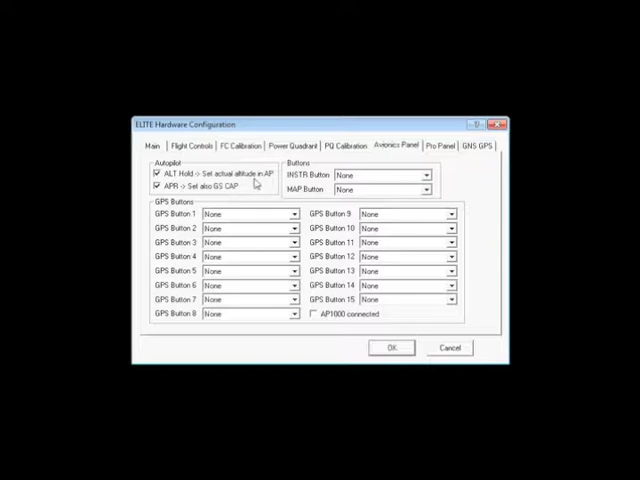 ELITE Hardware Configuration
Main Flight Controls FC Calibration Power Quadrant PQ Calibration Avionics Panel Pro Panel GNS GPS
Autopilot
ALT Hold -> Set actual altitude in AP
APR -> Set also GS CAP
Buttons
INSTR Button None
MAP Button None
GPS Buttons
GPS Button 1 None GPS Button 9 None
GPS Button 2 None GPS Button 10 None
GPS Button 3 None GPS Button 11 None
GPS Button 4 None GPS Button 12 None
GPS Button 5 None GPS Button 13 None
GPS Button 6 None GPS Button 14 None
GPS Button 7 None GPS Button 15 None
GPS Button 8 None AP1000 connected
OK Cancel